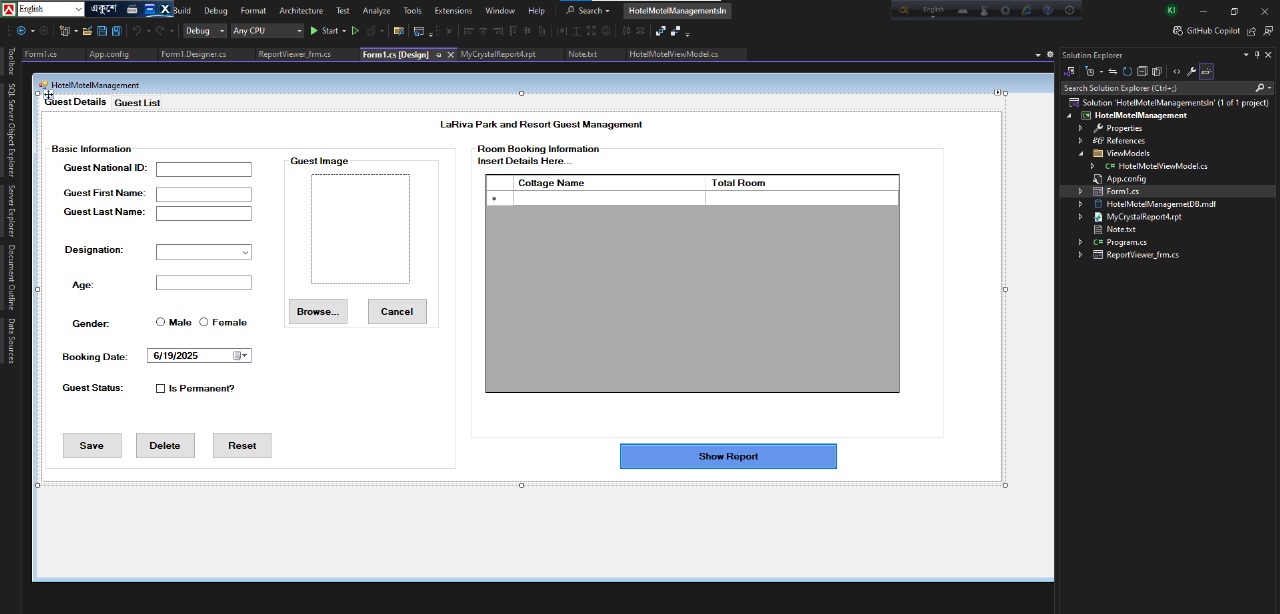 English
একুশে
Build Debug Format Architecture Test Analyze Tools Extensions Window Help Search HotelMotelManagementsIn
English
KI
Debug Any CPU Start
GitHub Copilot
Form1.cs App.config Form1.Designer.cs ReportViewer_frm.cs Form1.cs [Design] MyCrystalReport4.rpt Note.txt HotelMotelViewModel.cs
Toolbox
SQL Server Object Explorer
Server Explorer
Document Outline
Data Sources
HotelMotelManagement
Guest Details Guest List
LaRiva Park and Resort Guest Management
Basic Information
Guest National ID:
Guest First Name:
Guest Last Name:
Designation:
Age:
Gender: Male Female
Booking Date: 6/19/2025
Guest Status: Is Permanent?
Save Delete Reset
Guest Image
Browse... Cancel
Room Booking Information
Insert Details Here...
Cottage Name Total Room
Show Report
Solution Explorer
Search Solution Explorer (Ctrl+;)
Solution 'HotelMotelManagementsIn' (1 of 1 project)
HotelMotelManagement
Properties
References
ViewModels
C# HotelMotelViewModel.cs
App.config
Form1.cs
HotelMotelManagemetDB.mdf
MyCrystalReport4.rpt
Note.txt
C# Program.cs
ReportViewer_frm.cs